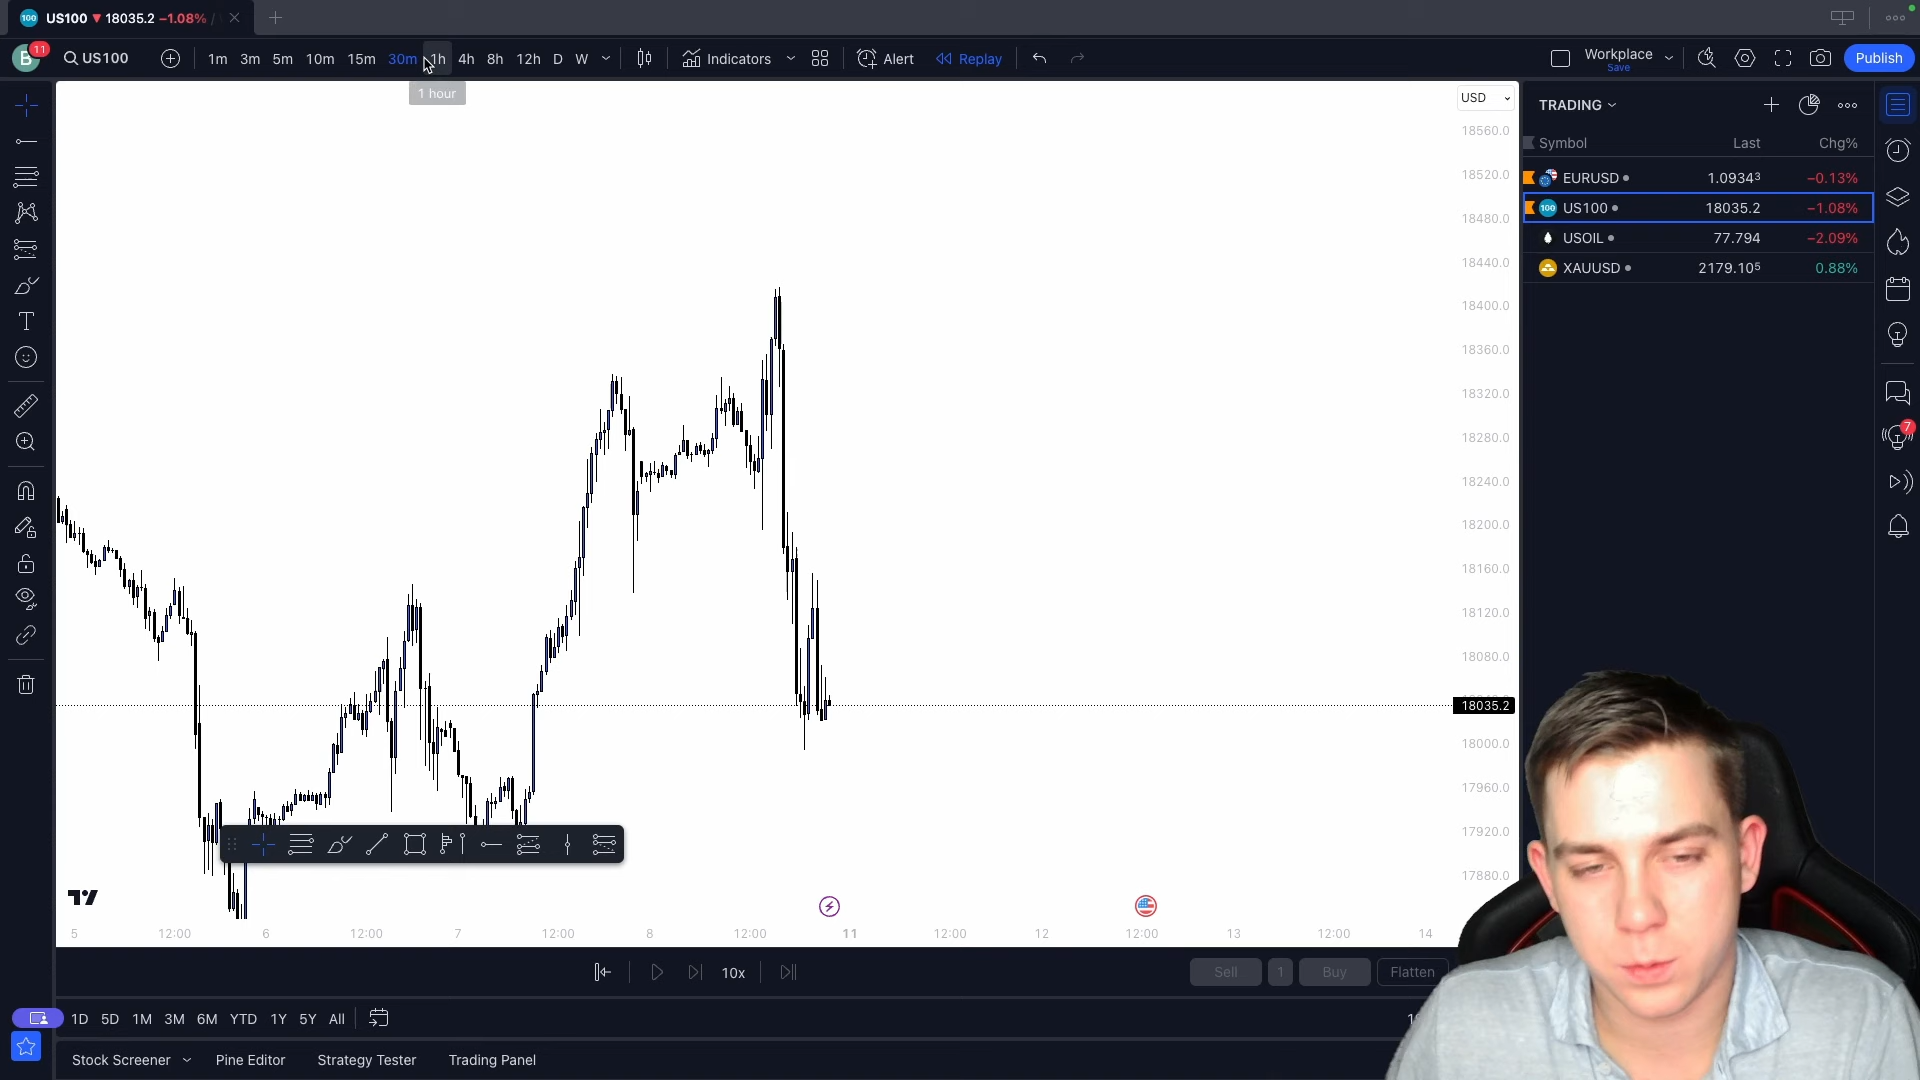 100 US100 ▼ 18035.2 −1.08% /
B 11 US100 1m 3m 5m 10m 15m 30m 1h 4h 8h 12h D W Indicators Alert Replay Workplace Save Publish
1 hour
USD
TRADING
Symbol Last Chg%
EURUSD 1.0934³ −0.13%
100 US100 18035.2 −1.08%
USOIL 77.794 −2.09%
XAUUSD 2179.10⁵ 0.88%
7
18560.0
18520.0
18480.0
18440.0
18400.0
18360.0
18320.0
18280.0
18240.0
18200.0
18160.0
18120.0
18080.0
18035.2
18000.0
17960.0
17920.0
17880.0
5 12:00 6 12:00 7 12:00 8 12:00 11 12:00 12 12:00 13 12:00 14
10x Sell 1 Buy Flatten
1D 5D 1M 3M 6M YTD 1Y 5Y All
Stock Screener Pine Editor Strategy Tester Trading Panel